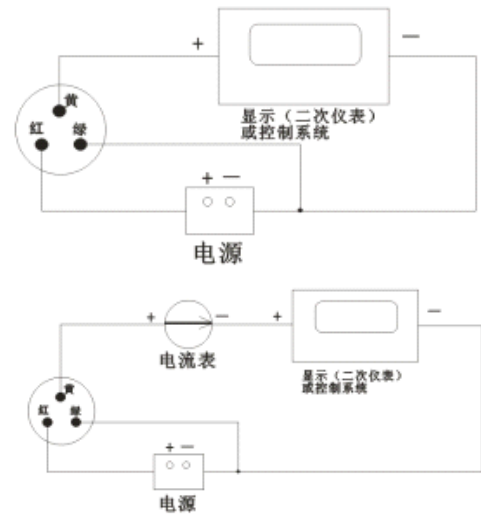 + —
黄
红 绿
显示（二次仪表）
或控制系统
+ —
电源
+ — + —
电流表
显示（二次仪表）
或控制系统
黄
红 绿
+ —
电源